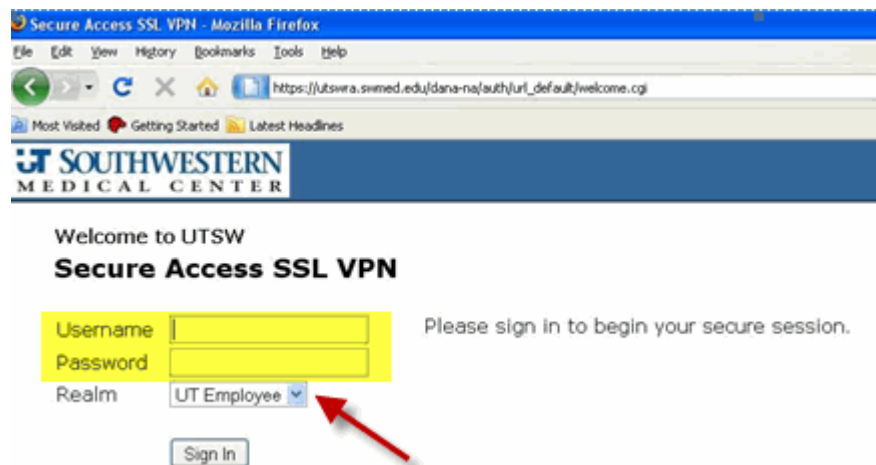 Secure Access SSL VPN - Mozilla Firefox
File Edit View History Bookmarks Tools Help
https://utswra.swmed.edu/dana-na/auth/url_default/welcome.cgi
Most Visited Getting Started Latest Headlines
UT SOUTHWESTERN
MEDICAL CENTER
Welcome to UTSW
Secure Access SSL VPN
Username
Please sign in to begin your secure session.
Password
Realm UT Employee
Sign In